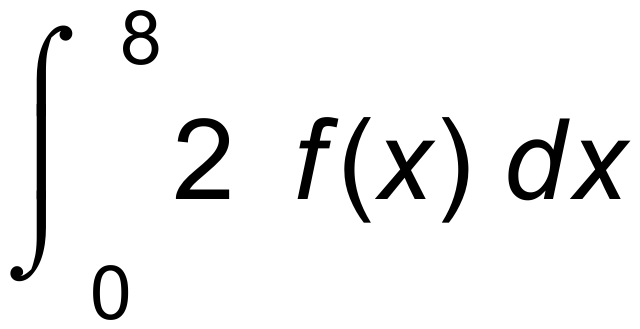 ∫₀⁸ 2 f(x) dx